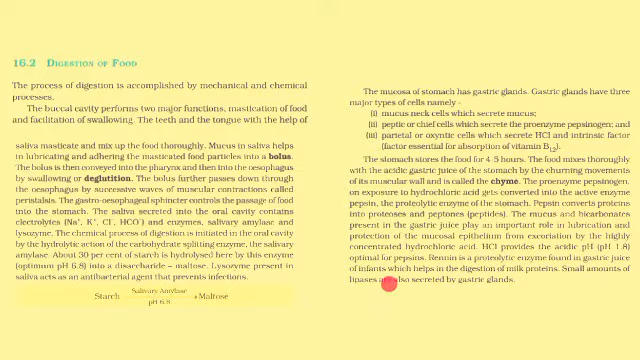 16.2 DIGESTION OF FOOD
The process of digestion is accomplished by mechanical and chemical
processes.
The buccal cavity performs two major functions, mastication of food
and facilitation of swallowing. The teeth and the tongue with the help of
saliva masticate and mix up the food thoroughly. Mucus in saliva helps
in lubricating and adhering the masticated food particles into a bolus.
The bolus is then conveyed into the pharynx and then into the oesophagus
by swallowing or deglutition. The bolus further passes down through
the oesophagus by successive waves of muscular contractions called
peristalsis. The gastro-oesophageal sphincter controls the passage of food
into the stomach. The saliva secreted into the oral cavity contains
electrolytes (Na+, K+, Cl-, HCO-) and enzymes, salivary amylase and
lysozyme. The chemical process of digestion is initiated in the oral cavity
by the hydrolytic action of the carbohydrate splitting enzyme, the salivary
amylase. About 30 per cent of starch is hydrolysed here by this enzyme
(optimum pH 6.8) into a disaccharide – maltose. Lysozyme present in
saliva acts as an antibacterial agent that prevents infections.
Starch Salivary Amylase → Maltose
pH 6.8
The mucosa of stomach has gastric glands. Gastric glands have three
major types of cells namely -
(i) mucus neck cells which secrete mucus;
(ii) peptic or chief cells which secrete the proenzyme pepsinogen; and
(iii) parietal or oxyntic cells which secrete HCl and intrinsic factor
(factor essential for absorption of vitamin B12).
The stomach stores the food for 4-5 hours. The food mixes thoroughly
with the acidic gastric juice of the stomach by the churning movements
of its muscular wall and is called the chyme. The proenzyme pepsinogen,
on exposure to hydrochloric acid gets converted into the active enzyme
pepsin, the proteolytic enzyme of the stomach. Pepsin converts proteins
into proteoses and peptones (peptides). The mucus and bicarbonates
present in the gastric juice play an important role in lubrication and
protection of the mucosal epithelium from excoriation by the highly
concentrated hydrochloric acid. HCl provides the acidic pH (pH 1.8)
optimal for pepsins. Rennin is a proteolytic enzyme found in gastric juice
of infants which helps in the digestion of milk proteins. Small amounts of
lipases are also secreted by gastric glands.